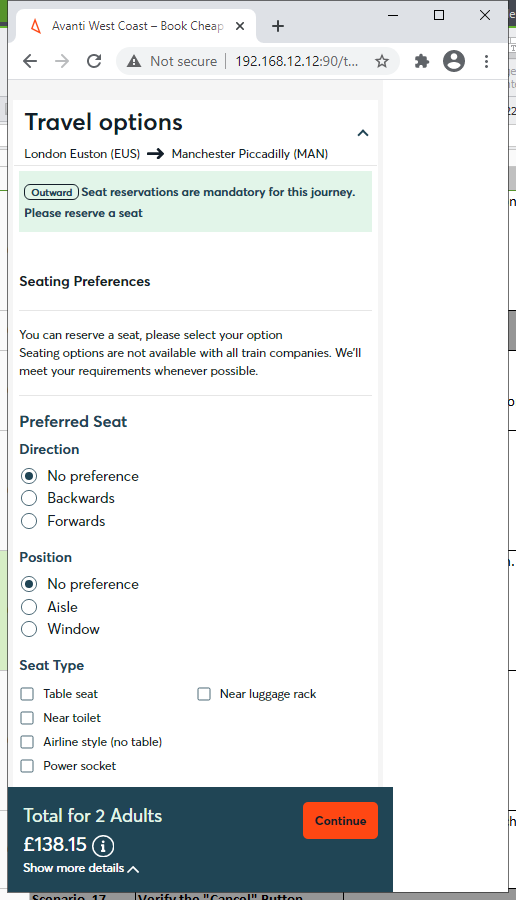 Avanti West Coast – Book Cheap
Not secure | 192.168.12.12:90/t...
Travel options
London Euston (EUS) → Manchester Piccadilly (MAN)
Outward Seat reservations are mandatory for this journey.
Please reserve a seat
Seating Preferences
You can reserve a seat, please select your option
Seating options are not available with all train companies. We'll
meet your requirements whenever possible.
Preferred Seat
Direction
No preference
Backwards
Forwards
Position
No preference
Aisle
Window
Seat Type
Table seat
Near luggage rack
Near toilet
Airline style (no table)
Power socket
Total for 2 Adults
£138.15
Continue
Show more details
Scenario 17 Verify the "Cancel" Button